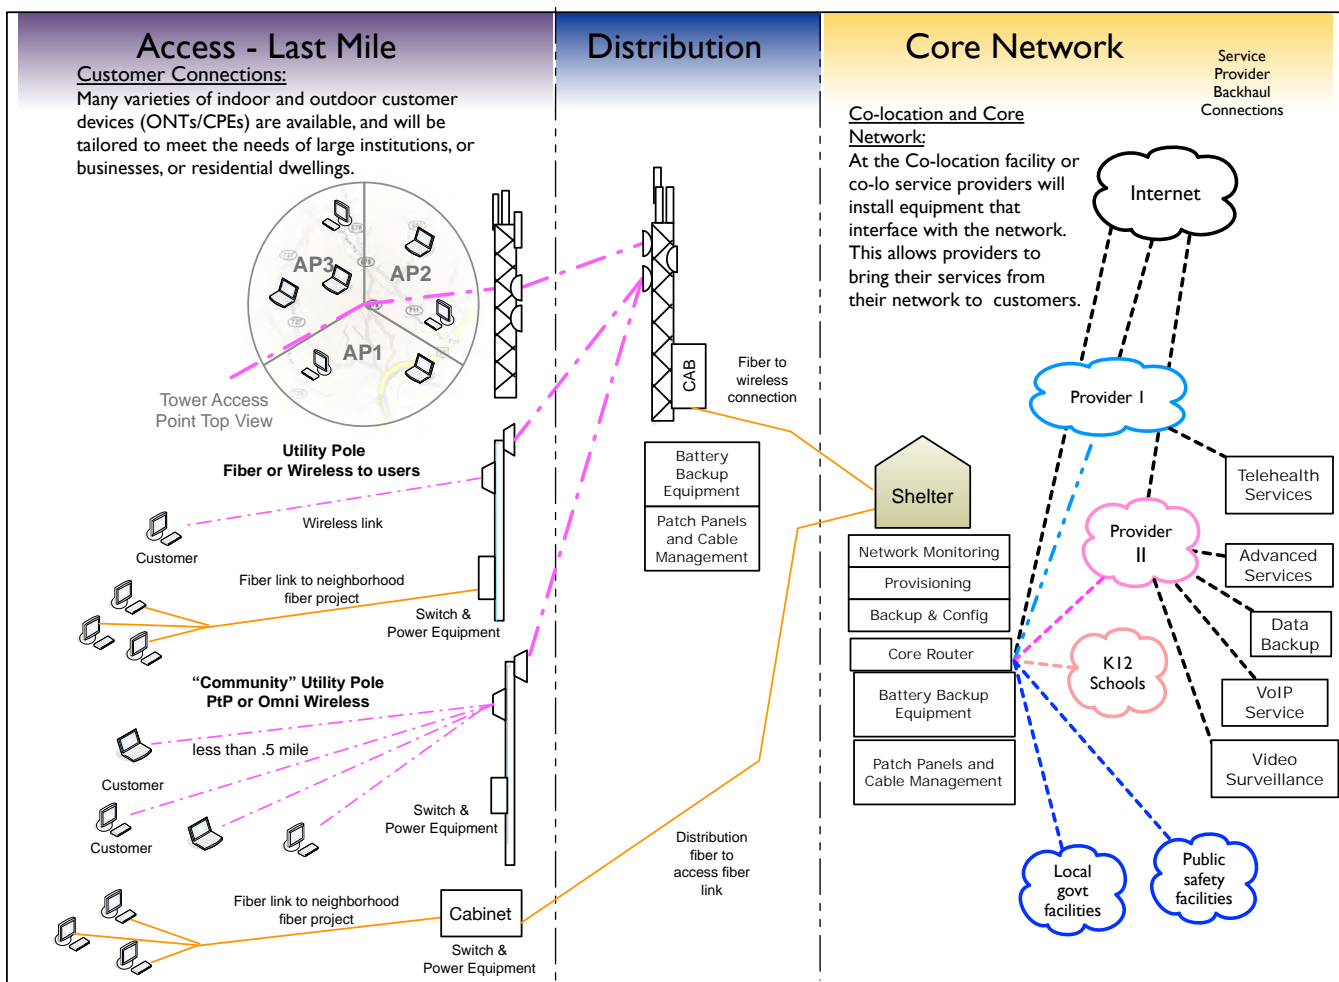 Access - Last Mile
Distribution
Core Network
Customer Connections:
Many varieties of indoor and outdoor customer
devices (ONTs/CPEs) are available, and will be
tailored to meet the needs of large institutions, or
businesses, or residential dwellings.
AP3
AP2
AP1
Tower Access
Point Top View
Utility Pole
Fiber or Wireless to users
Wireless link
Customer
Fiber link to neighborhood
fiber project
Switch &
Power Equipment
“Community” Utility Pole
PtP or Omni Wireless
less than .5 mile
Customer
Customer
Switch &
Power Equipment
Fiber link to neighborhood
fiber project
Cabinet
Switch &
Power Equipment
CAB
Fiber to
wireless
connection
Battery
Backup
Equipment
Patch Panels
and Cable
Management
Distribution
fiber to
access fiber
link
Service
Provider
Backhaul
Connections
Co-location and Core
Network:
At the Co-location facility or
co-lo service providers will
install equipment that
interface with the network.
This allows providers to
bring their services from
their network to customers.
Internet
Provider I
Shelter
Network Monitoring
Provisioning
Backup & Config
Core Router
Battery Backup
Equipment
Patch Panels and
Cable Management
Provider
II
K12
Schools
Telehealth
Services
Advanced
Services
Data
Backup
VoIP
Service
Video
Surveillance
Local
govt
facilities
Public
safety
facilities